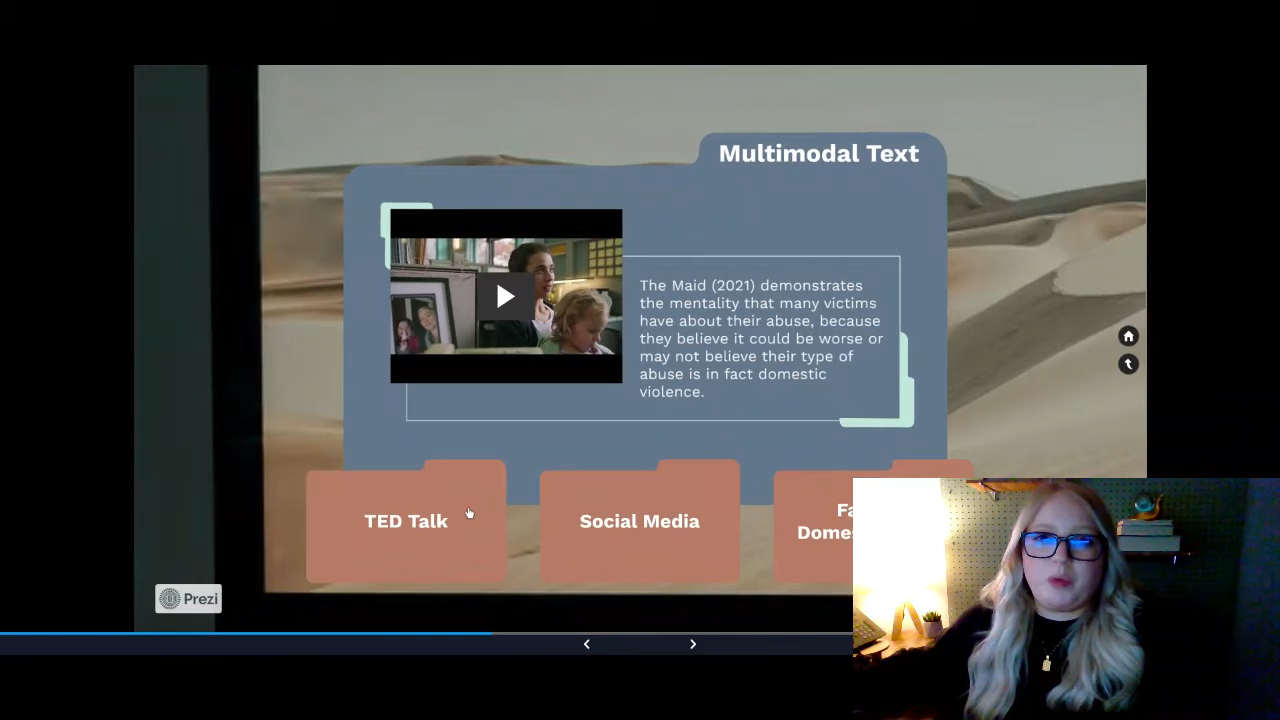 Multimodal Text
The Maid (2021) demonstrates
the mentality that many victims
have about their abuse, because
they believe it could be worse or
may not believe their type of
abuse is in fact domestic
violence.
TED Talk
Social Media
Prezi